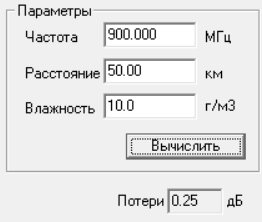 Параметры
Частота 900.000 МГц
Расстояние 50.00 км
Влажность 10.0 г/м3
Вычислить
Потери 0.25 дБ